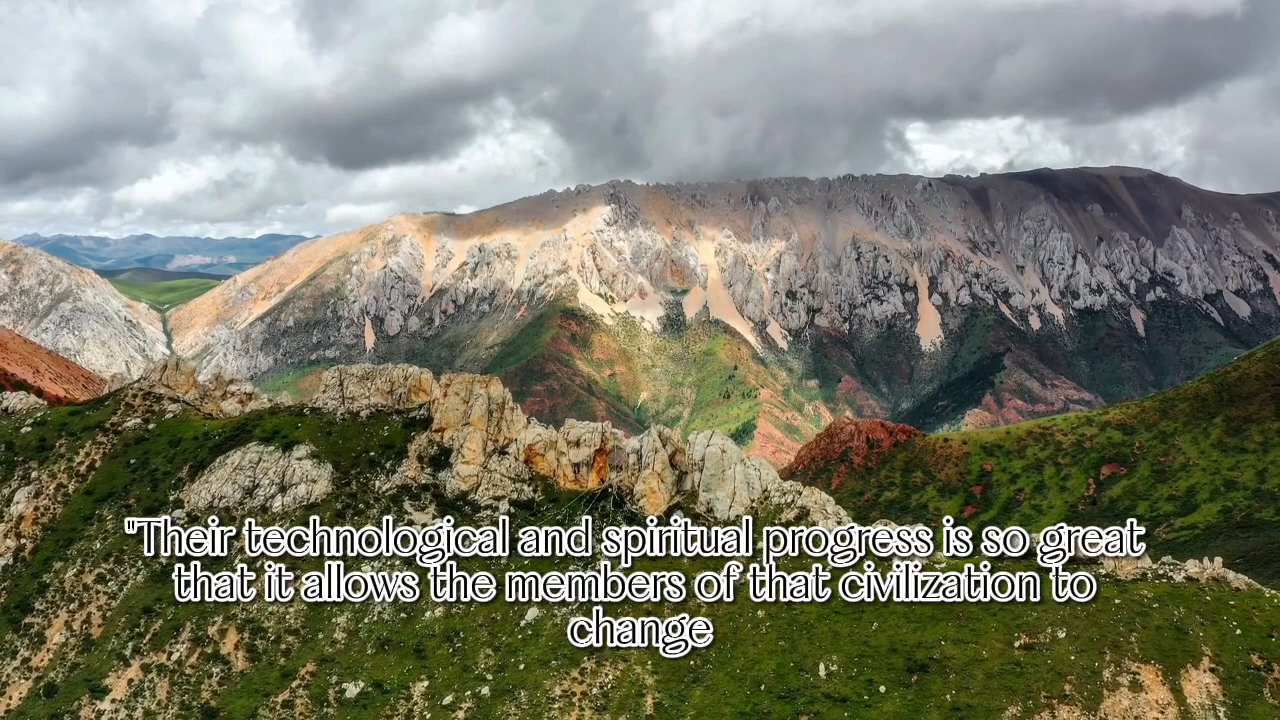 "Their technological and spiritual progress is so great
that it allows the members of that civilization to
change